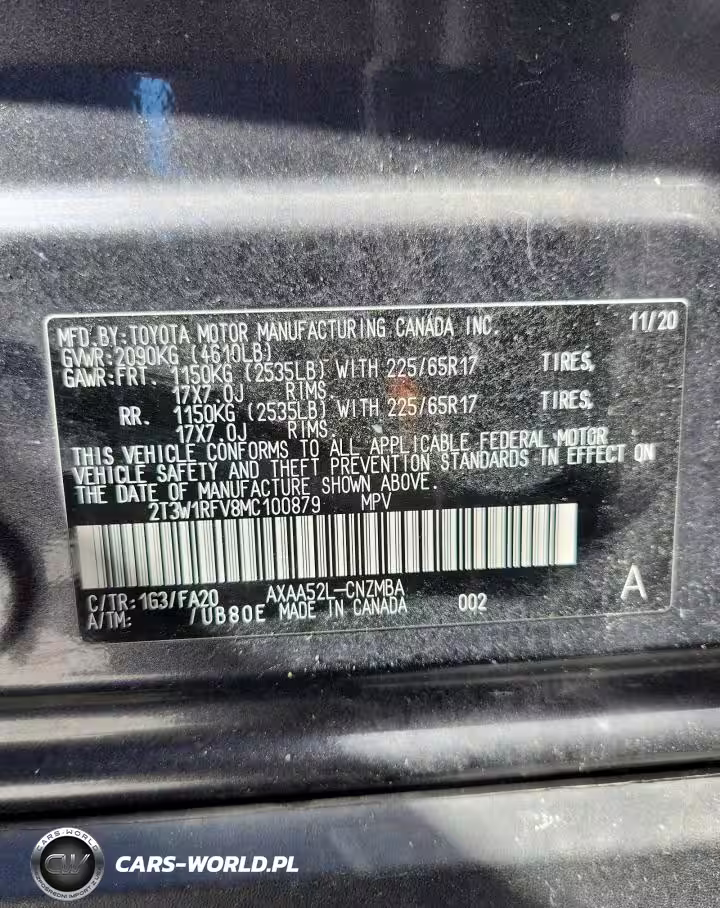 MFD.BY:TOYOTA MOTOR MANUFACTURING CANADA INC. 11/20
GVWR:2090KG (4610LB)
GAWR:FRT. 1150KG (2535LB) WITH 225/65R17 TIRES,
17X7.0J RIMS.
RR. 1150KG (2535LB) WITH 225/65R17 TIRES,
17X7.0J RIMS.
THIS VEHICLE CONFORMS TO ALL APPLICABLE FEDERAL MOTOR
VEHICLE SAFETY AND THEFT PREVENTION STANDARDS IN EFFECT ON
THE DATE OF MANUFACTURE SHOWN ABOVE.
2T3W1RFV8MC100879 MPV
C/TR:1G3/FA20 AXAA52L-CNZMBA
A/TM: /UB80E MADE IN CANADA 002 A
CARS-WORLD
CW
CARS-WORLD.PL